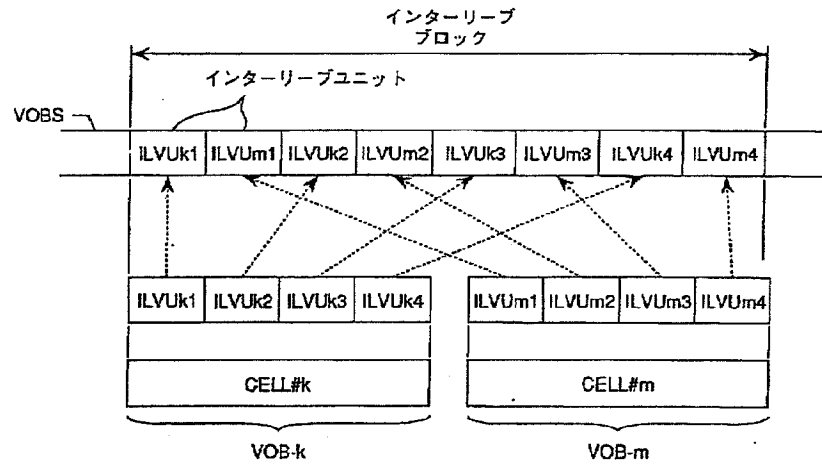 インターリーブ
ブロック
インターリーブユニット
VOBS
ILVUk1 ILVUm1 ILVUk2 ILVUm2 ILVUk3 ILVUm3 ILVUk4 ILVUm4
ILVUk1 ILVUk2 ILVUk3 ILVUk4 ILVUm1 ILVUm2 ILVUm3 ILVUm4
CELL#k CELL#m
VOB-k VOB-m